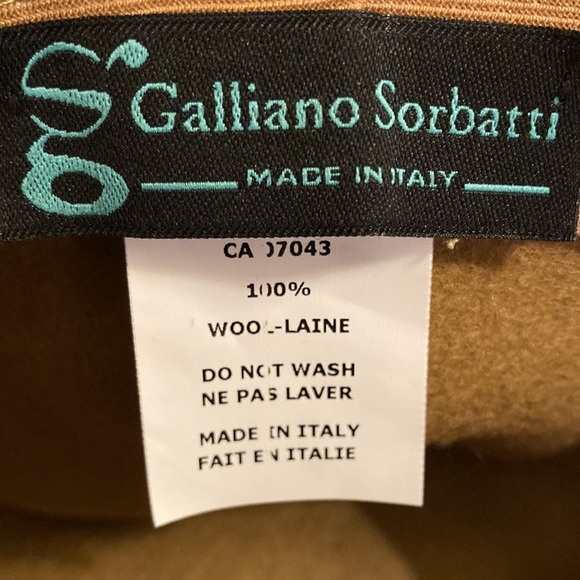 Galliano Sorbatti
MADE IN ITALY
CA 07043
100%
WOOL-LAINE
DO NOT WASH
NE PAS LAVER
MADE IN ITALY
FAIT EN ITALIE